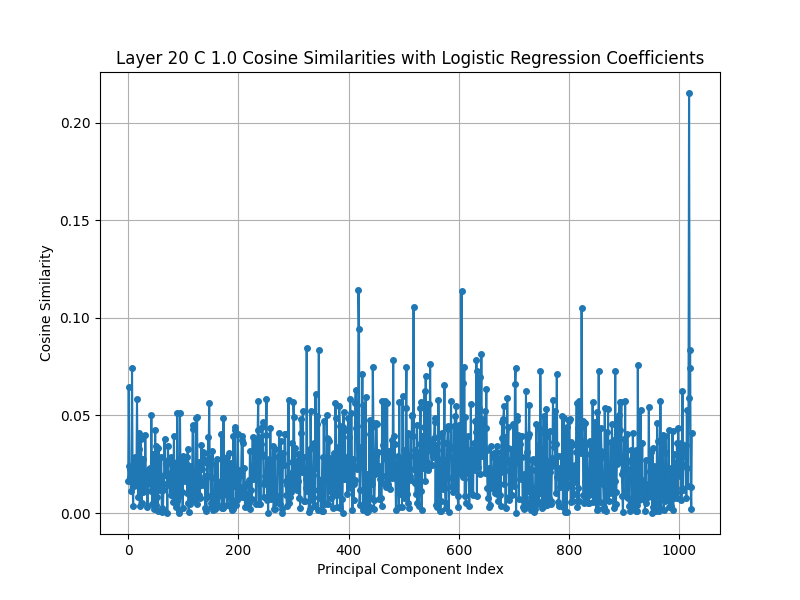 Layer 20 C 1.0 Cosine Similarities with Logistic Regression Coefficients
0.20
0.15
0.10
0.05
0.00
Cosine Similarity
0 200 400 600 800 1000
Principal Component Index